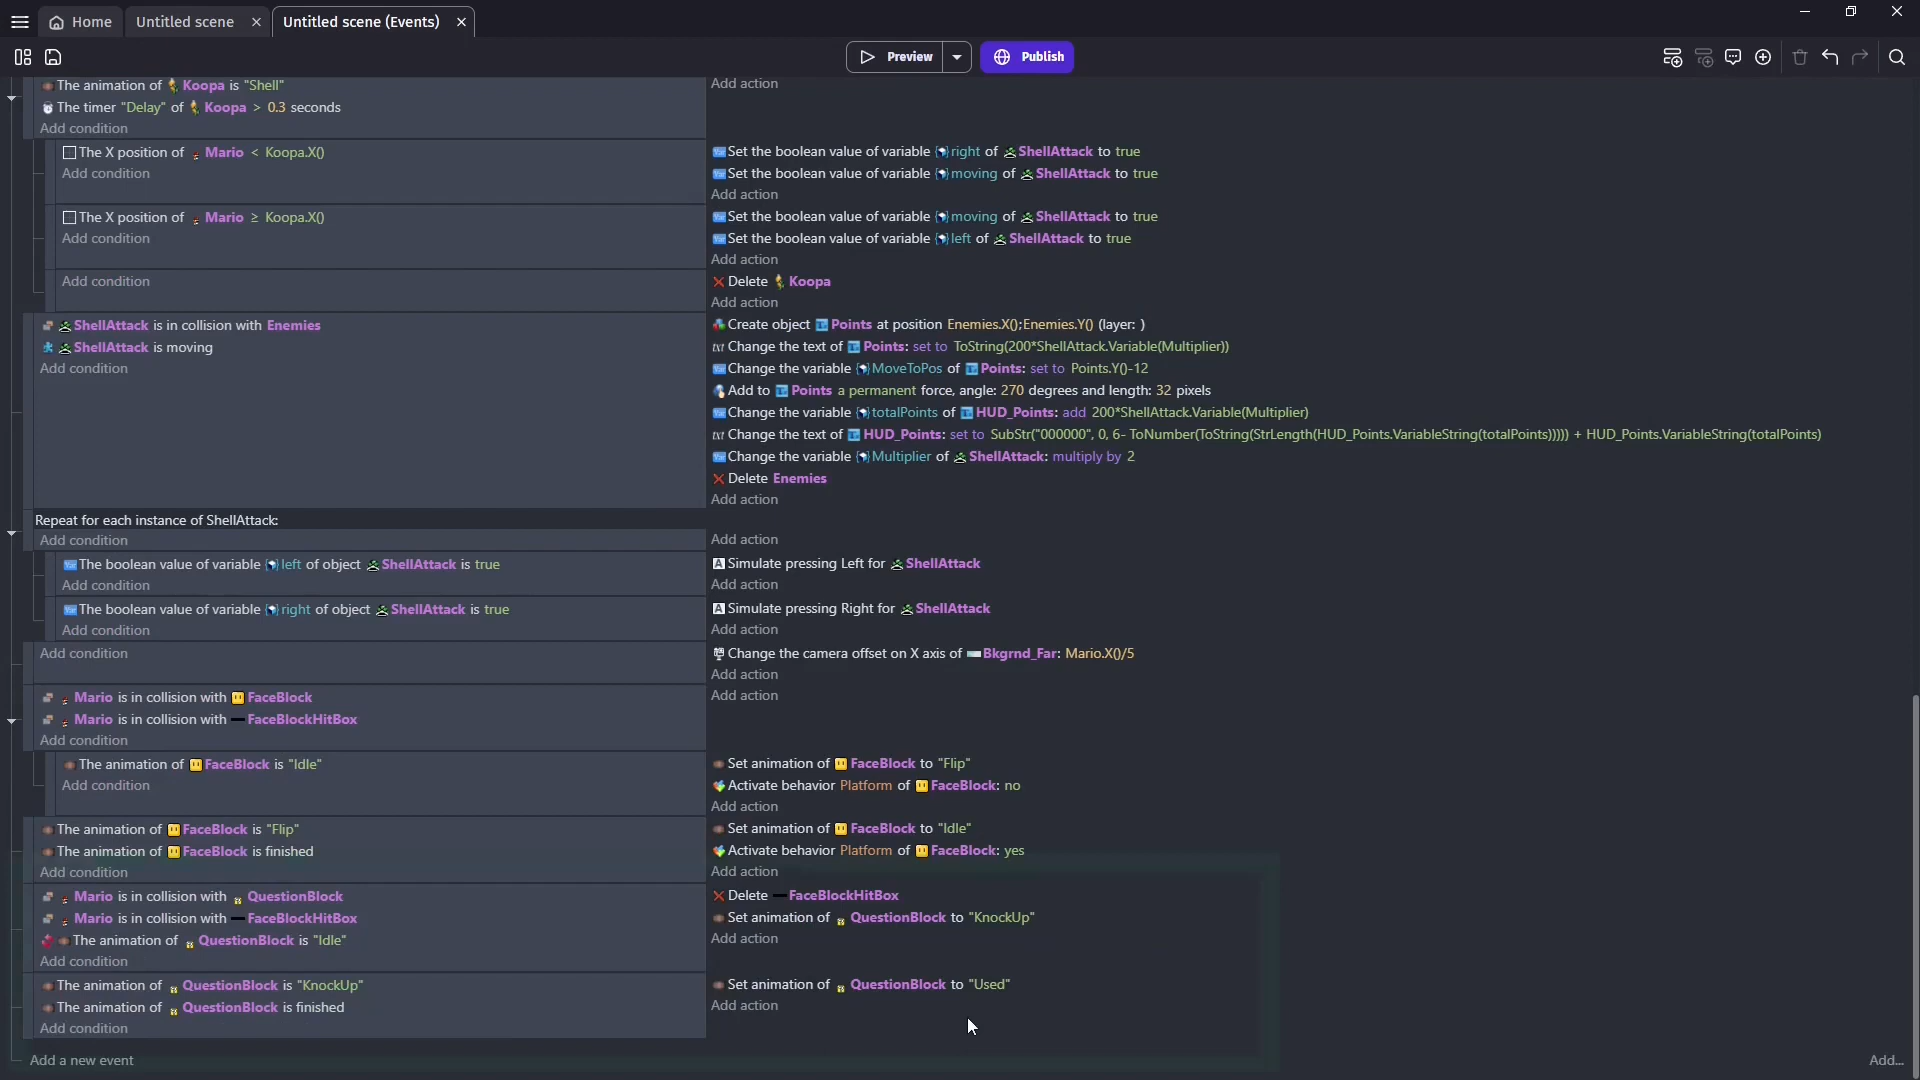 Home
Untitled scene
Untitled scene (Events)
Preview
Publish
The animation of Koopa is "Shell"
Add action
The timer "Delay" of Koopa > 0.3 seconds
Add condition
The X position of Mario < Koopa.X()
Set the boolean value of variable right of ShellAttack to true
Add condition
Set the boolean value of variable moving of ShellAttack to true
Add action
The X position of Mario ≥ Koopa.X()
Set the boolean value of variable moving of ShellAttack to true
Add condition
Set the boolean value of variable left of ShellAttack to true
Add action
Add condition
Delete Koopa
Add action
ShellAttack is in collision with Enemies
Create object Points at position Enemies.X();Enemies.Y() (layer: )
ShellAttack is moving
Change the text of Points: set to ToString(200*ShellAttack.Variable(Multiplier))
Add condition
Change the variable MoveToPos of Points: set to Points.Y()-12
Add to Points a permanent force, angle: 270 degrees and length: 32 pixels
Change the variable totalPoints of HUD_Points: add 200*ShellAttack.Variable(Multiplier)
Change the text of HUD_Points: set to SubStr("000000", 0, 6- ToNumber(ToString(StrLength(HUD_Points.VariableString(totalPoints))))) + HUD_Points.VariableString(totalPoints)
Change the variable Multiplier of ShellAttack: multiply by 2
Delete Enemies
Add action
Repeat for each instance of ShellAttack:
Add condition
Add action
The boolean value of variable left of object ShellAttack is true
Simulate pressing Left for ShellAttack
Add condition
Add action
The boolean value of variable right of object ShellAttack is true
Simulate pressing Right for ShellAttack
Add condition
Add action
Add condition
Change the camera offset on X axis of Bkgrnd_Far: Mario.X()/5
Add action
Mario is in collision with FaceBlock
Add action
Mario is in collision with FaceBlockHitBox
Add condition
The animation of FaceBlock is "Idle"
Set animation of FaceBlock to "Flip"
Add condition
Activate behavior Platform of FaceBlock: no
Add action
The animation of FaceBlock is "Flip"
Set animation of FaceBlock to "Idle"
The animation of FaceBlock is finished
Activate behavior Platform of FaceBlock: yes
Add condition
Add action
Mario is in collision with QuestionBlock
Delete FaceBlockHitBox
Mario is in collision with FaceBlockHitBox
Set animation of QuestionBlock to "KnockUp"
The animation of QuestionBlock is "Idle"
Add action
Add condition
The animation of QuestionBlock is "KnockUp"
Set animation of QuestionBlock to "Used"
The animation of QuestionBlock is finished
Add action
Add condition
Add a new event
Add...